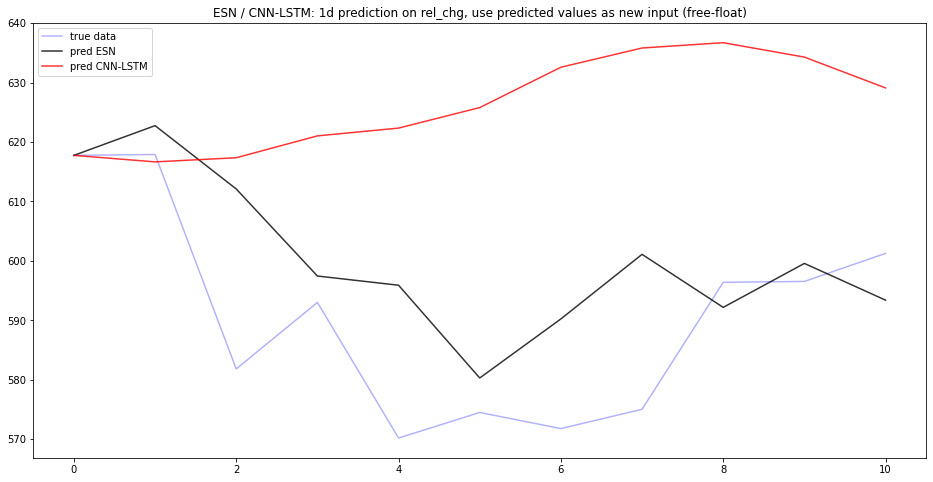 ESN / CNN-LSTM: 1d prediction on rel_chg, use predicted values as new input (free-float)
true data
pred ESN
pred CNN-LSTM
640
630
620
610
600
590
580
570
0 2 4 6 8 10